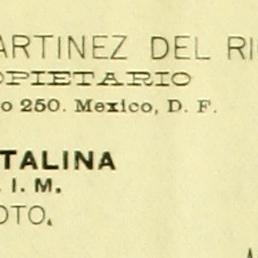 ARTINEZ DEL RI
OPIETARIO
o 250. Mexico, D. F.
TALINA
. I. M.
OTO.